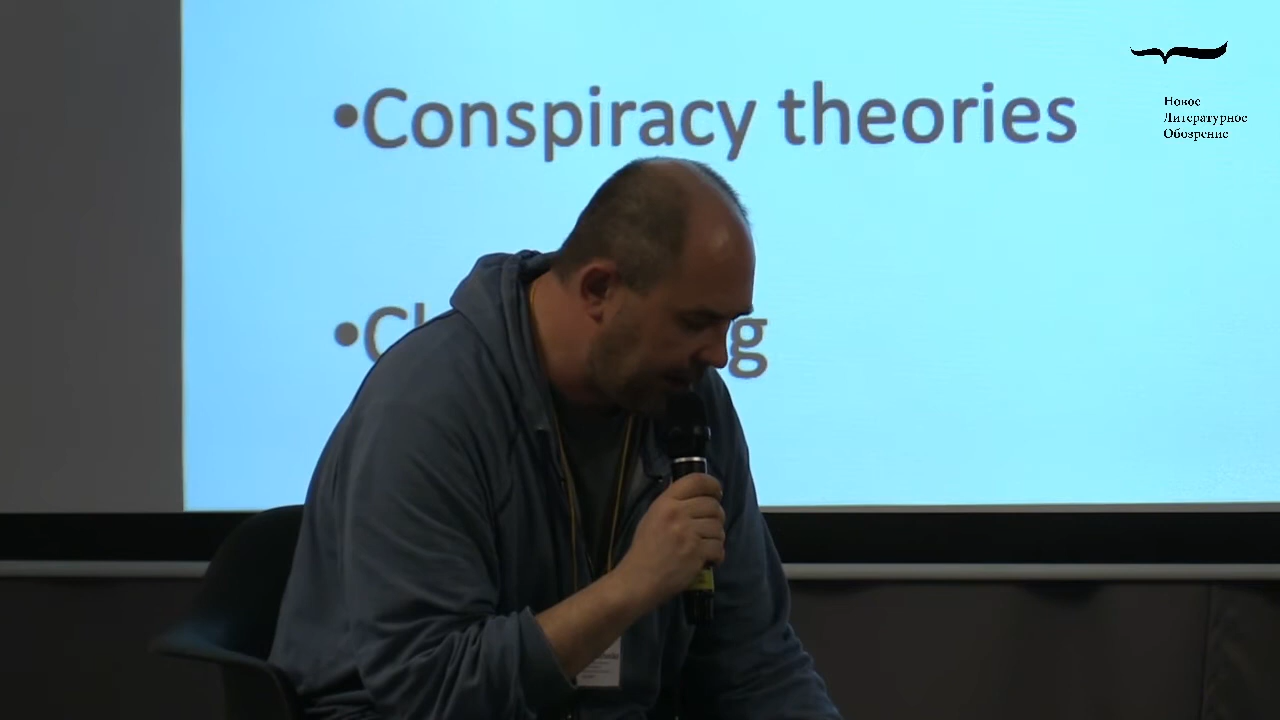 •Conspiracy theories
Новое
Литературное
Обозрение